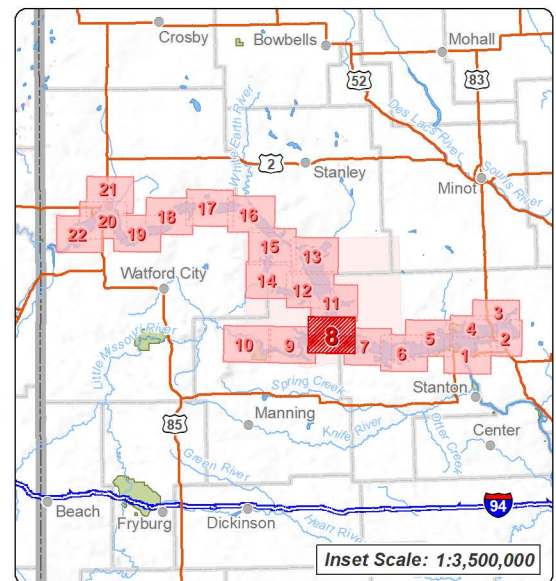 Crosby
Bowbells
Mohall
52
83
Des Lacs River
White Earth River
2
Stanley
Minot
Souris River
21
17
18
16
20
22
19
15
13
14
12
11
Watford City
Little Missouri River
10
9
8
7
6
5
4
3
2
1
Spring Creek
Stanton
85
Manning
Knife River
Otter Creek
Center
Green River
94
Beach
Fryburg
Dickinson
Heart River
Inset Scale: 1:3,500,000